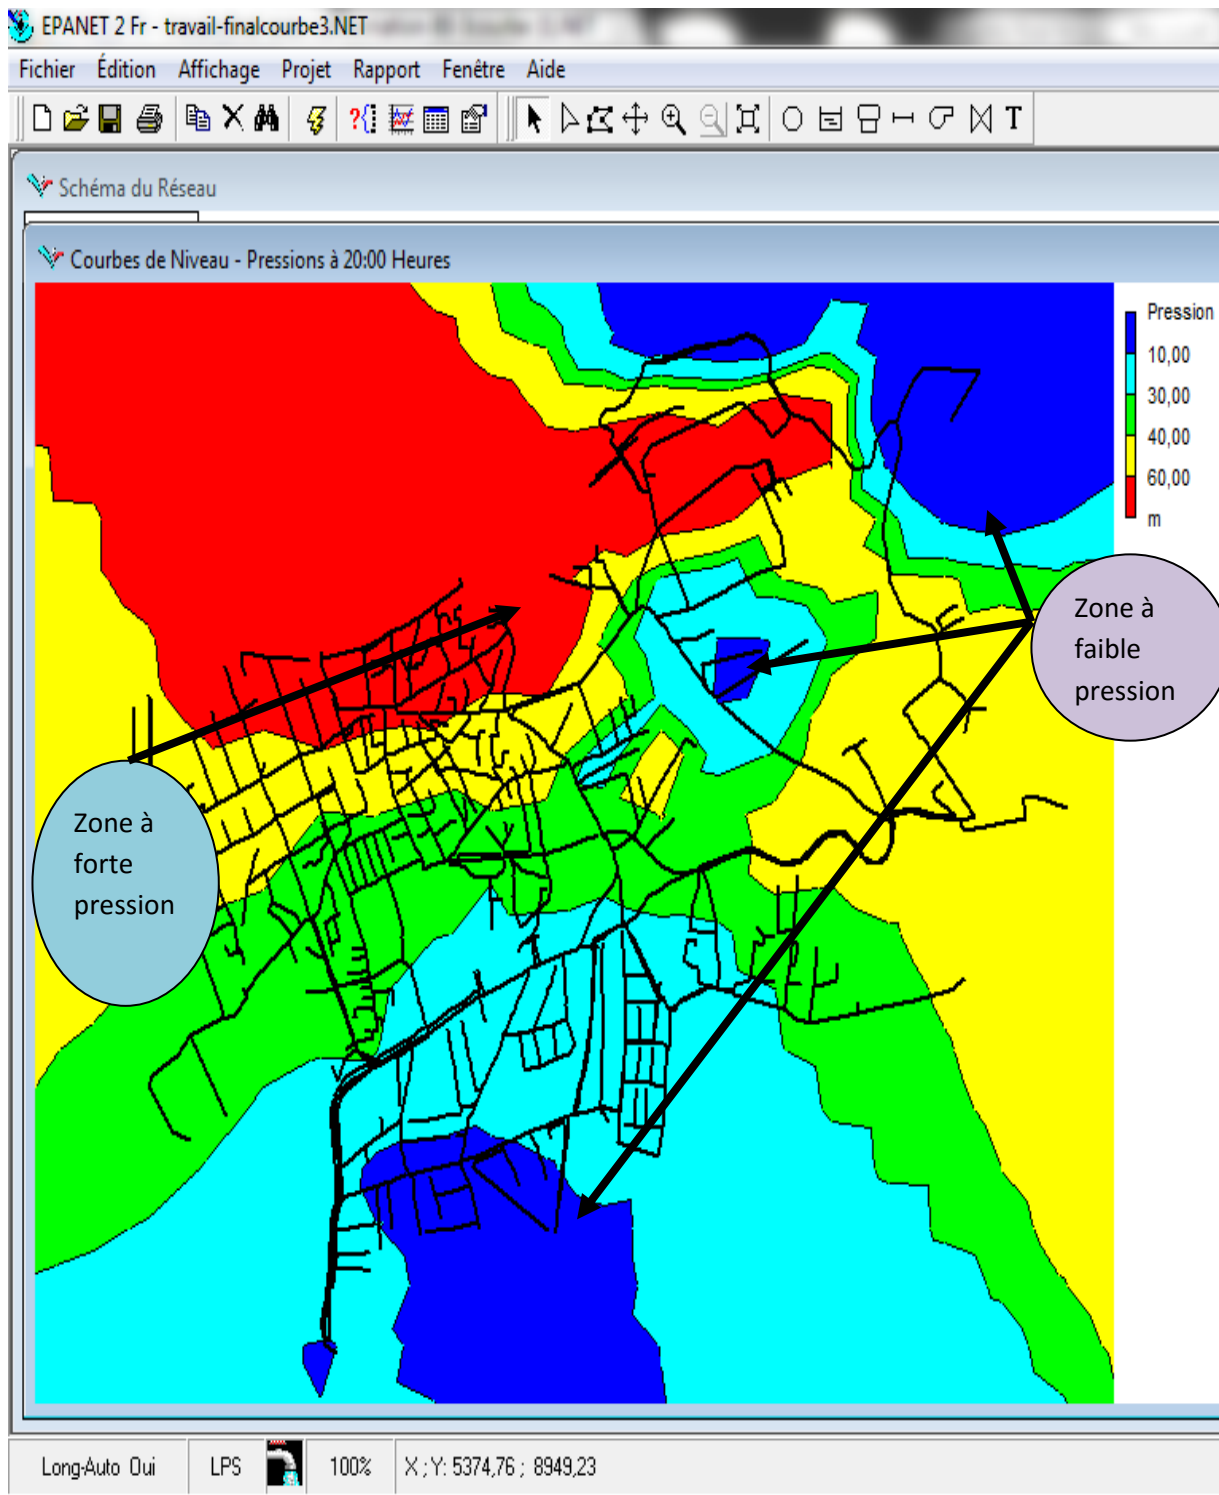 EPANET 2 Fr - travail-finalcourbe3.NET
Fichier Édition Affichage Projet Rapport Fenêtre Aide
T
Schéma du Réseau
Courbes de Niveau - Pressions à 20:00 Heures
Pression
10,00
30,00
40,00
60,00
m
Zone à
faible
pression
Zone à
forte
pression
Long-Auto Oui LPS 100% X ; Y: 5374,76 ; 8949,23